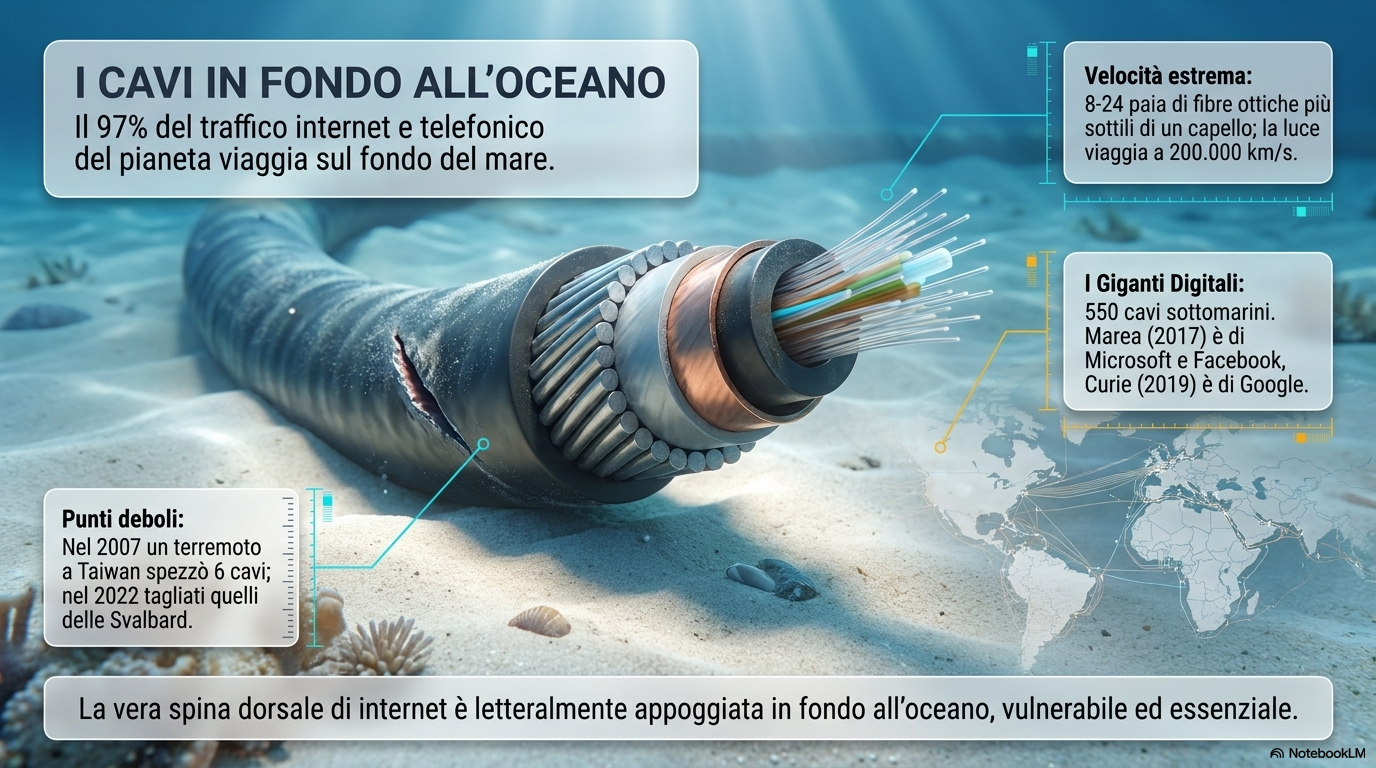 I CAVI IN FONDO ALL’OCEANO
Il 97% del traffico internet e telefonico
del pianeta viaggia sul fondo del mare.
Velocità estrema:
8-24 paia di fibre ottiche più
sottili di un capello; la luce
viaggia a 200.000 km/s.
I Giganti Digitali:
550 cavi sottomarini.
Marea (2017) è di
Microsoft e Facebook,
Curie (2019) è di Google.
Punti deboli:
Nel 2007 un terremoto
a Taiwan spezzò 6 cavi;
nel 2022 tagliati quelli
delle Svalbard.
La vera spina dorsale di internet è letteralmente appoggiata in fondo all’oceano, vulnerabile ed essenziale.
NotebookLM